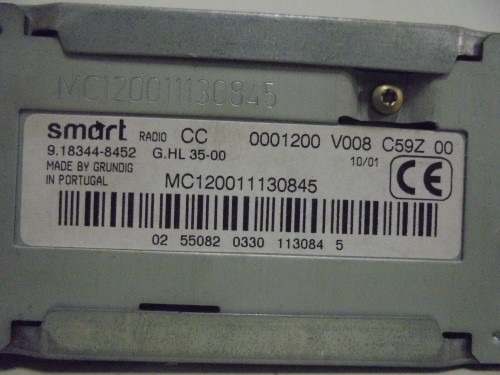 MC120011130845
smart RADIO CC 0001200 V008 C59Z 00
9.18344-8452 G.HL 35-00 10/01
MADE BY GRUNDIG
IN PORTUGAL
CE
MC120011130845
02 55082 0330 113084 5